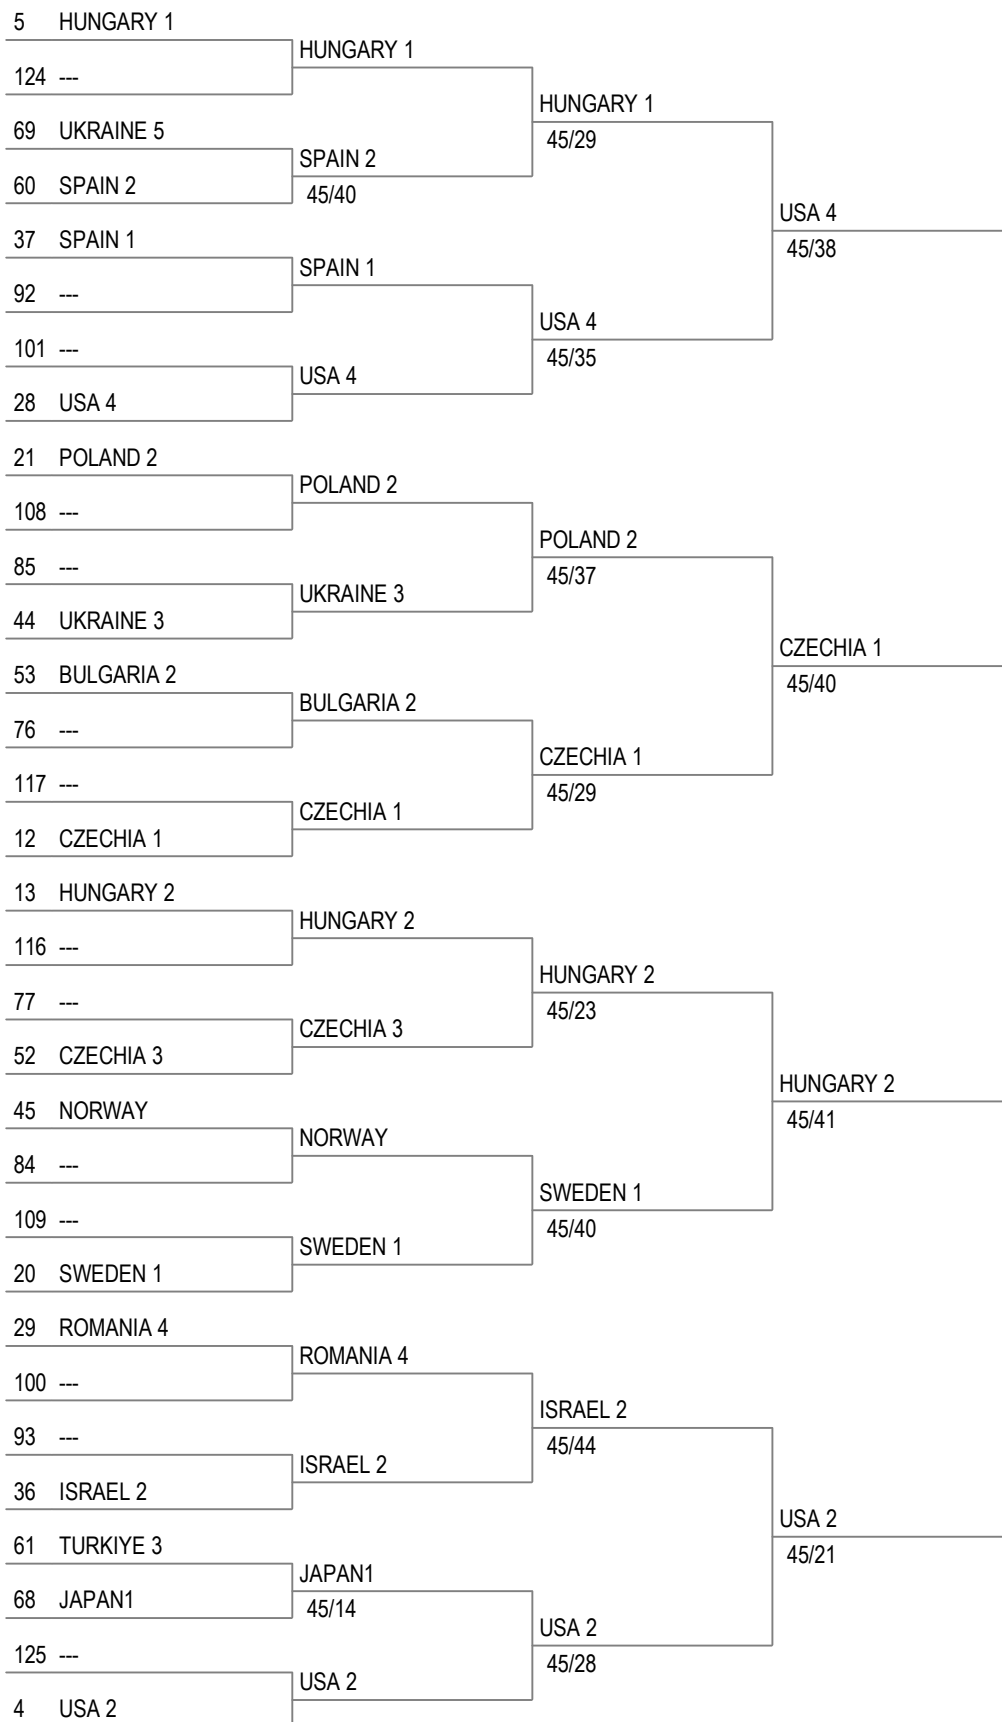 5 HUNGARY 1
HUNGARY 1
124 ---
HUNGARY 1
45/29
69 UKRAINE 5
SPAIN 2
45/40
60 SPAIN 2
USA 4
45/38
37 SPAIN 1
SPAIN 1
92 ---
USA 4
45/35
101 ---
USA 4
28 USA 4
21 POLAND 2
POLAND 2
108 ---
POLAND 2
45/37
85 ---
UKRAINE 3
44 UKRAINE 3
CZECHIA 1
45/40
53 BULGARIA 2
BULGARIA 2
76 ---
CZECHIA 1
45/29
117 ---
CZECHIA 1
12 CZECHIA 1
13 HUNGARY 2
HUNGARY 2
116 ---
HUNGARY 2
45/23
77 ---
CZECHIA 3
52 CZECHIA 3
HUNGARY 2
45/41
45 NORWAY
NORWAY
84 ---
SWEDEN 1
45/40
109 ---
SWEDEN 1
20 SWEDEN 1
29 ROMANIA 4
ROMANIA 4
100 ---
ISRAEL 2
45/44
93 ---
ISRAEL 2
36 ISRAEL 2
USA 2
45/21
61 TURKIYE 3
JAPAN1
45/14
68 JAPAN1
USA 2
45/28
125 ---
USA 2
4 USA 2